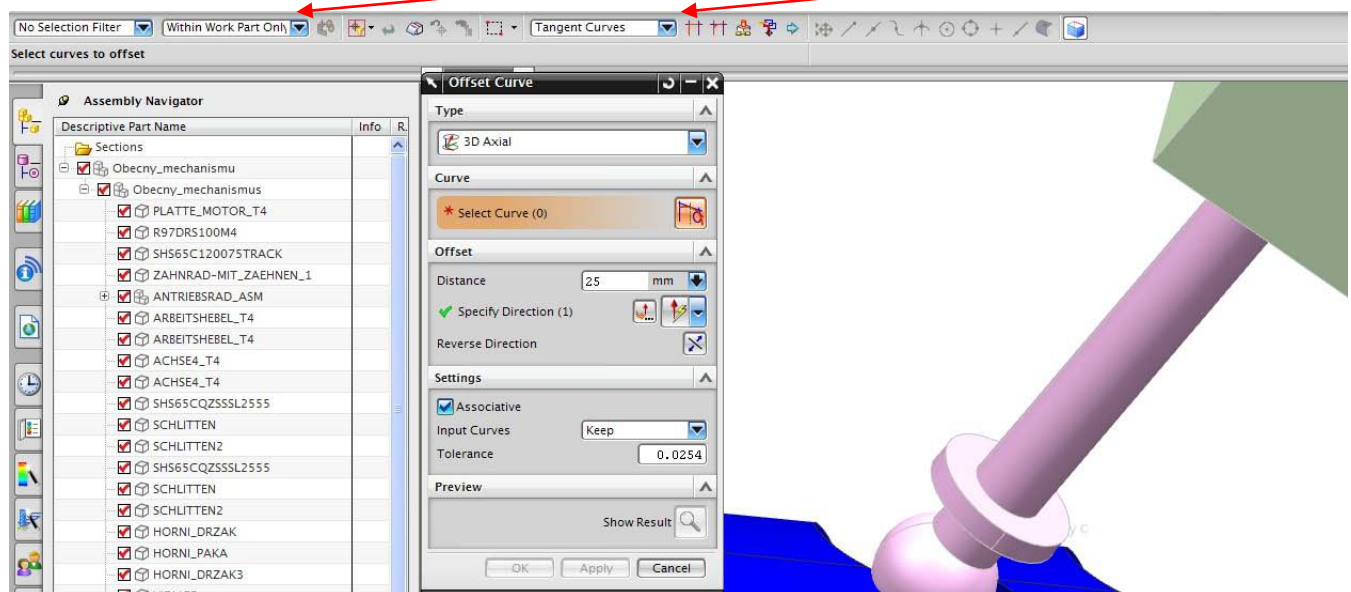 No Selection Filter Within Work Part Only Tangent Curves
Select curves to offset
Assembly Navigator
Descriptive Part Name Info R.
Sections
Obecny_mechanismu
Obecny_mechanismus
PLATTE_MOTOR_T4
R97DRS100M4
SHS65C120075TRACK
ZAHNRAD-MIT_ZAEHNEN_1
ANTRIEBSRAD_ASM
ARBEITSHEBEL_T4
ARBEITSHEBEL_T4
ACHSE4_T4
ACHSE4_T4
SHS65CQZSSSL2555
SCHLITTEN
SCHLITTEN2
SHS65CQZSSSL2555
SCHLITTEN
SCHLITTEN2
HORNI_DRZAK
HORNI_PAKA
HORNI_DRZAK3
Offset Curve
Type
3D Axial
Curve
* Select Curve (0)
Offset
Distance 25 mm
Specify Direction (1)
Reverse Direction
Settings
Associative
Input Curves Keep
Tolerance 0.0254
Preview
Show Result
OK Apply Cancel